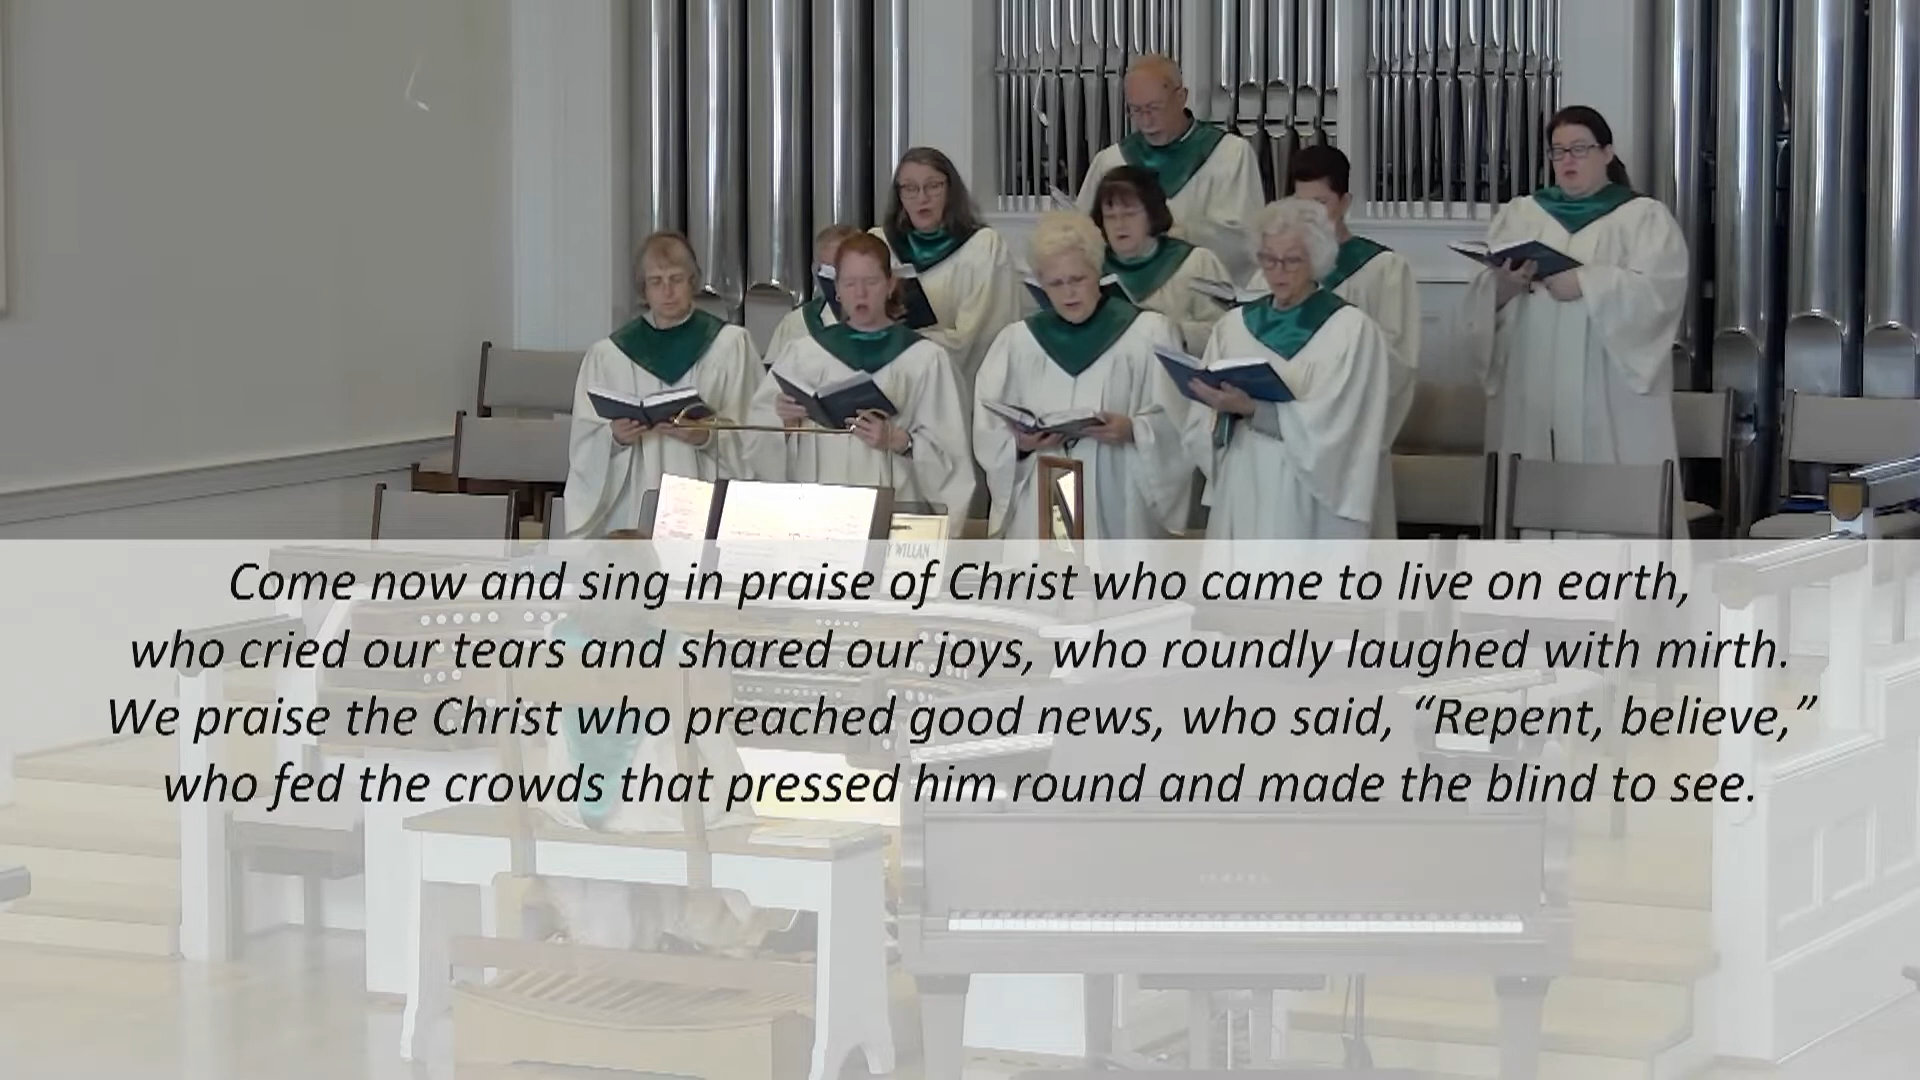 WILLAN
Come now and sing in praise of Christ who came to live on earth,
who cried our tears and shared our joys, who roundly laughed with mirth.
We praise the Christ who preached good news, who said, “Repent, believe,”
who fed the crowds that pressed him round and made the blind to see.